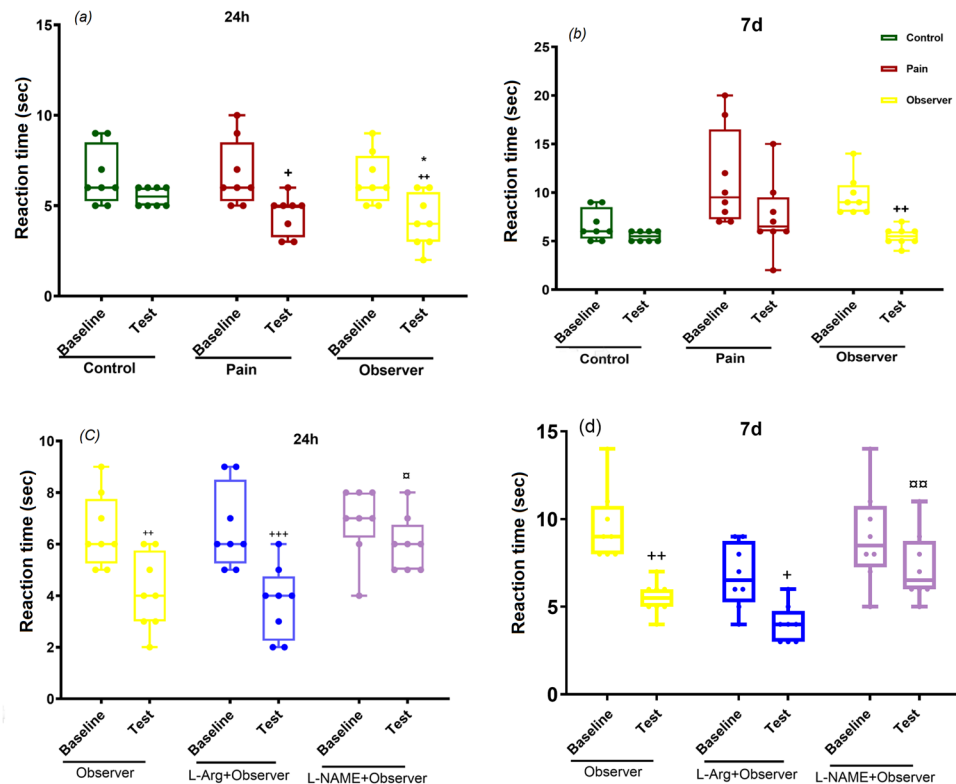 (a)
24h
Reaction time (sec)
15
10
5
0
+
*
++
Baseline
Test
Baseline
Test
Baseline
Test
Control
Pain
Observer
(b)
7d
Reaction time (sec)
25
20
15
10
5
0
Control
Pain
Observer
++
Baseline
Test
Baseline
Test
Baseline
Test
Control
Pain
Observer
(C)
24h
Reaction time (sec)
10
8
6
4
2
0
++
+++
¤
Baseline
Test
Baseline
Test
Baseline
Test
Observer
L-Arg+Observer
L-NAME+Observer
(d)
7d
Reaction time (sec)
15
10
5
0
++
+
¤¤
Baseline
Test
Baseline
Test
Baseline
Test
Observer
L-Arg+Observer
L-NAME+Observer